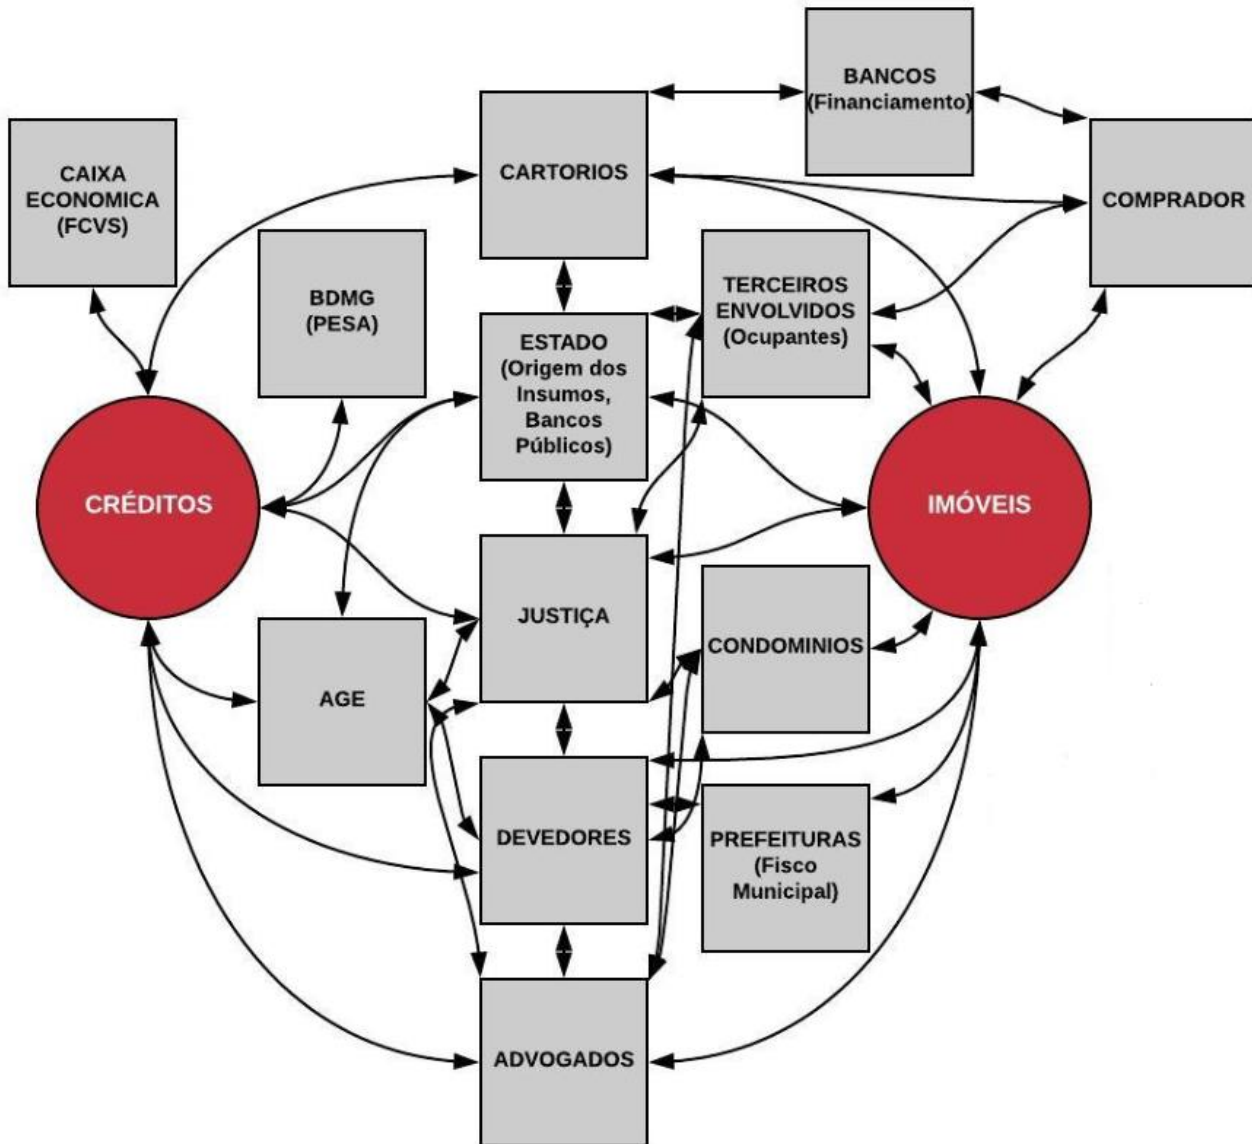 BANCOS
(Financiamento)
CAIXA
ECONOMICA
(FCVS)
CARTORIOS
COMPRADOR
BDMG
(PESA)
TERCEIROS
ENVOLVIDOS
(Ocupantes)
ESTADO
(Origem dos
Insumos,
Bancos
Públicos)
CRÉDITOS
IMÓVEIS
JUSTIÇA
CONDOMINIOS
AGE
DEVEDORES
PREFEITURAS
(Fisco
Municipal)
ADVOGADOS